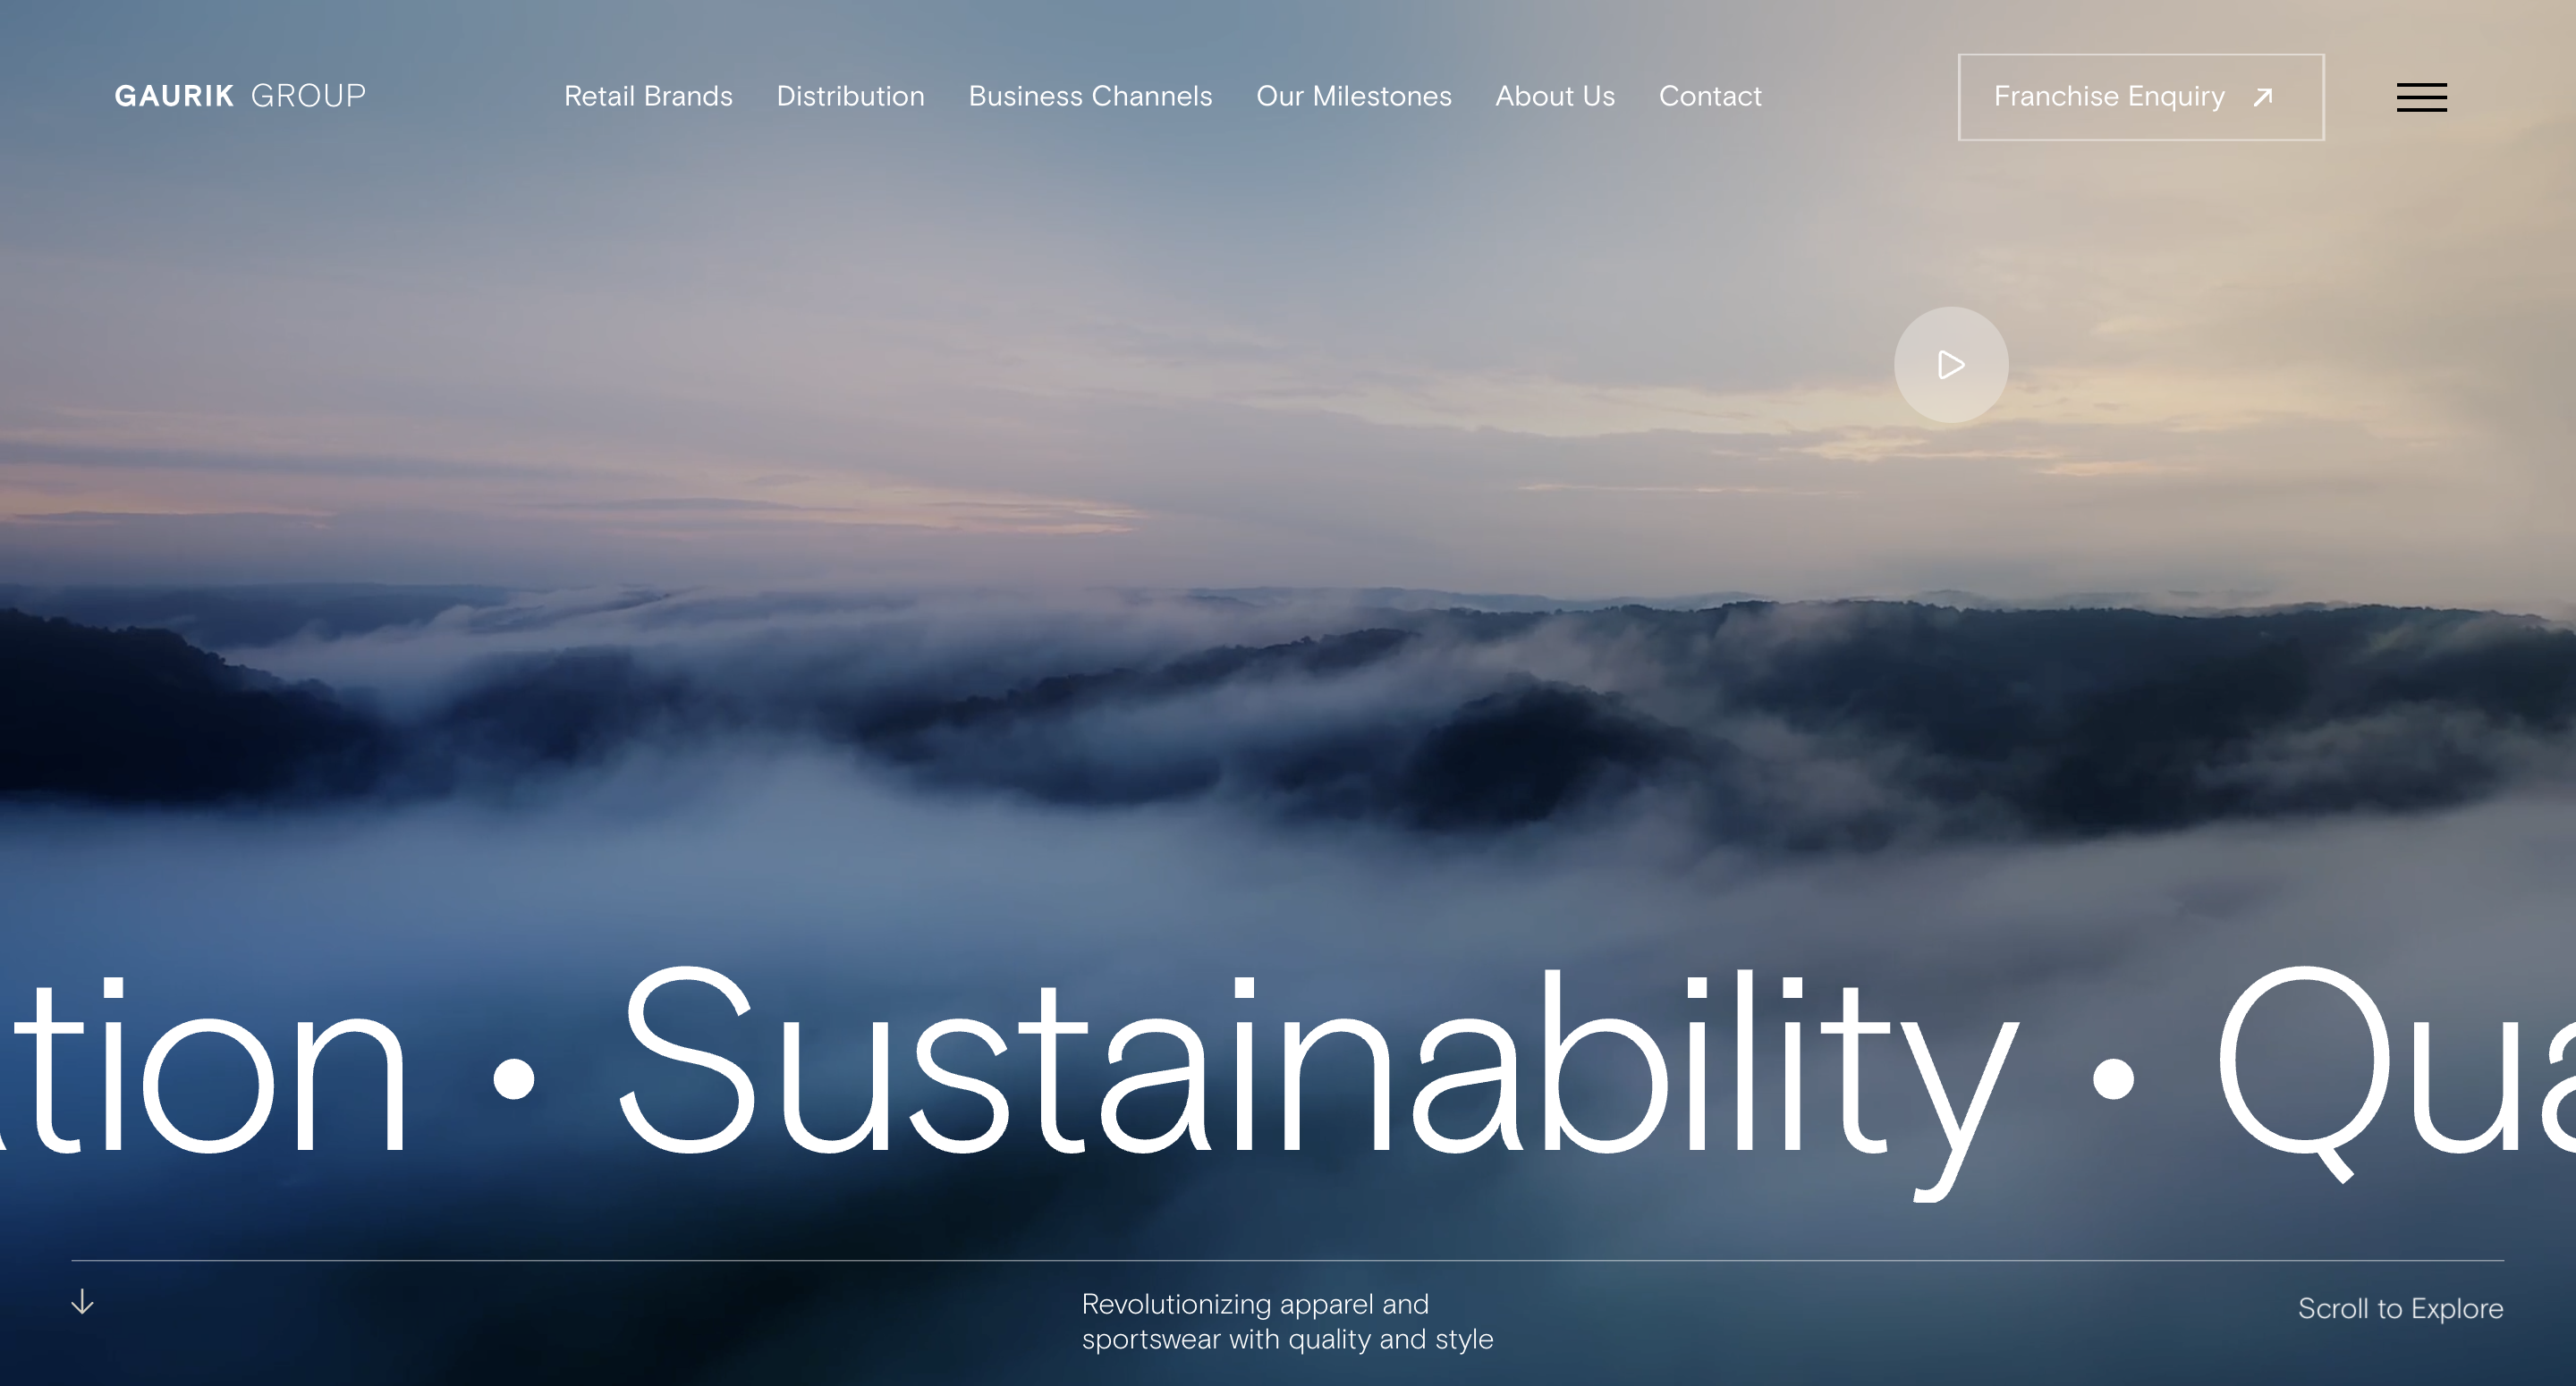 GAURIK GROUP
Retail Brands
Distribution
Business Channels
Our Milestones
About Us
Contact
Franchise Enquiry
tion • Sustainability • Qua
Revolutionizing apparel and
sportswear with quality and style
Scroll to Explore